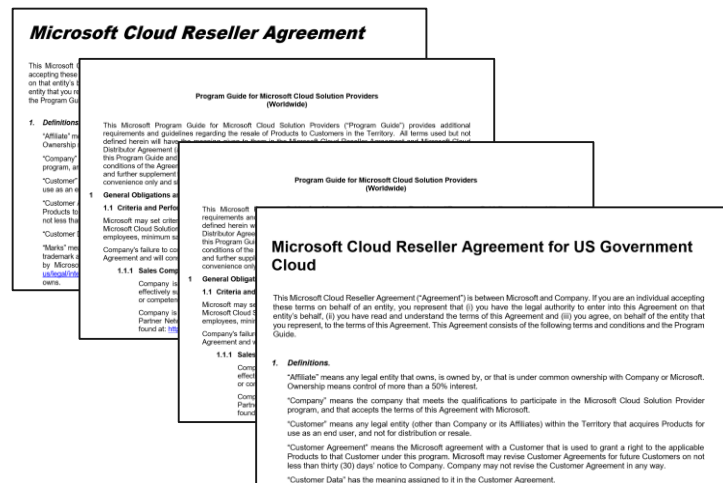 Microsoft Cloud Reseller Agreement
This Microsoft C
accepting these
on that entity's b
entity that you re
the Program Gu
1. Definitions
"Affiliate" me
Ownership
"Company"
program, an
"Customer"
use as an e
"Customer A
Products to
not less tha
"Customer D
"Marks" mea
trademark a
by Microso
us/legal/inte
owns.
Program Guide for Microsoft Cloud Solution Providers
(Worldwide)
This Microsoft Program Guide for Microsoft Cloud Solution Providers ("Program Guide") provides additional
requirements and guidelines regarding the resale of Products to Customers in the Territory. All terms used but not
defined herein will have the meaning given to them in the Microsoft Cloud Reseller Agreement and Microsoft Cloud
Distributor Agreement (
this Program Guide and
conditions of the Agreem
and further supplement
convenience only and s
1 General Obligations a
1.1 Criteria and Perfo
Microsoft may set criter
Microsoft Cloud Solution
employees, minimum sa
Company's failure to co
Agreement and will con
1.1.1 Sales Comp
Company is
effectively su
or competen
Company is
Partner Netw
found at: http
Program Guide for Microsoft Cloud Solution Providers
(Worldwide)
This Microsoft P
requirements and
defined herein w
Distributor Agree
this Program Gui
conditions of the
and further suppl
convenience only
1 General Obligat
1.1 Criteria and
Microsoft may se
Microsoft Cloud S
employees, mini
Company's failur
Agreement and w
1.1.1 Sales
Comp
effecti
or com
Comp
Partne
found
Microsoft Cloud Reseller Agreement for US Government
Cloud
This Microsoft Cloud Reseller Agreement ("Agreement") is between Microsoft and Company. If you are an individual accepting
these terms on behalf of an entity, you represent that (i) you have the legal authority to enter into this Agreement on that
entity's behalf, (ii) you have read and understand the terms of this Agreement and (iii) you agree, on behalf of the entity that
you represent, to the terms of this Agreement. This Agreement consists of the following terms and conditions and the Program
Guide.
1. Definitions.
"Affiliate" means any legal entity that owns, is owned by, or that is under common ownership with Company or Microsoft.
Ownership means control of more than a 50% interest.
"Company" means the company that meets the qualifications to participate in the Microsoft Cloud Solution Provider
program, and that accepts the terms of this Agreement with Microsoft.
"Customer" means any legal entity (other than Company or its Affiliates) within the Territory that acquires Products for
use as an end user, and not for distribution or resale.
"Customer Agreement" means the Microsoft agreement with a Customer that is used to grant a right to the applicable
Products to that Customer under this program. Microsoft may revise Customer Agreements for future Customers on not
less than thirty (30) days' notice to Company. Company may not revise the Customer Agreement in any way.
"Customer Data" has the meaning assigned to it in the Customer Agreement.